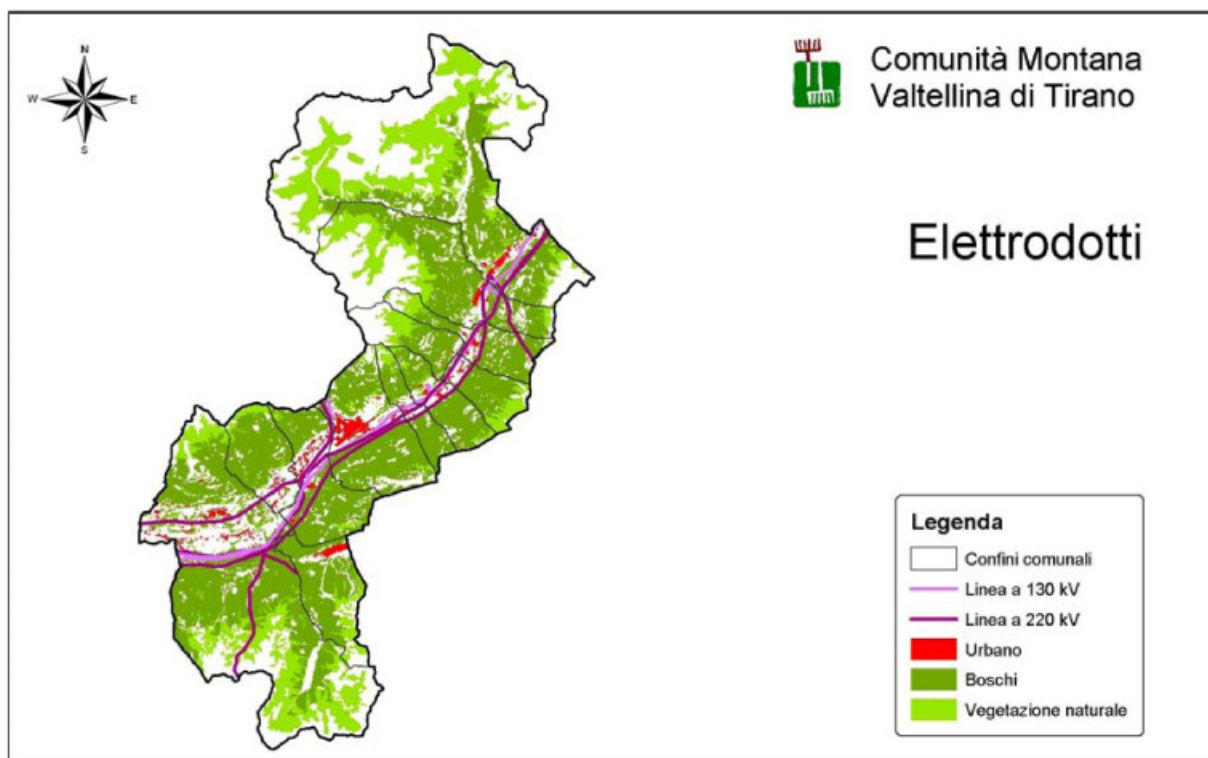 N
W
E
S
Comunità Montana
Valtellina di Tirano
Elettrodotti
Legenda
Confini comunali
Linea a 130 kV
Linea a 220 kV
Urbano
Boschi
Vegetazione naturale